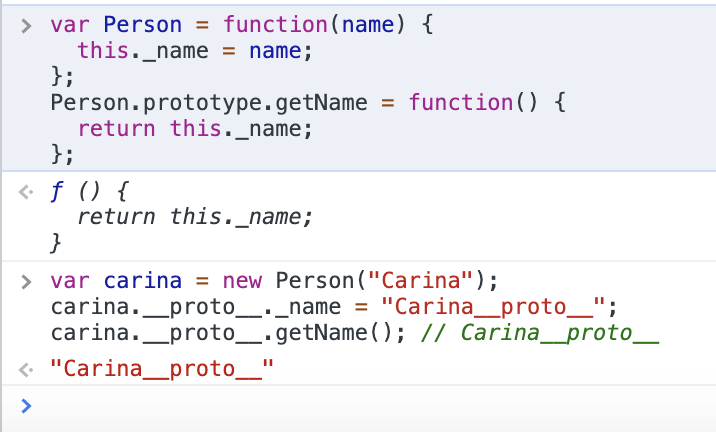 var Person = function(name) {
  this._name = name;
};
Person.prototype.getName = function() {
  return this._name;
};
ƒ () {
  return this._name;
}
var carina = new Person("Carina");
carina.__proto__._name = "Carina__proto__";
carina.__proto__.getName(); // Carina__proto__
"Carina__proto__"